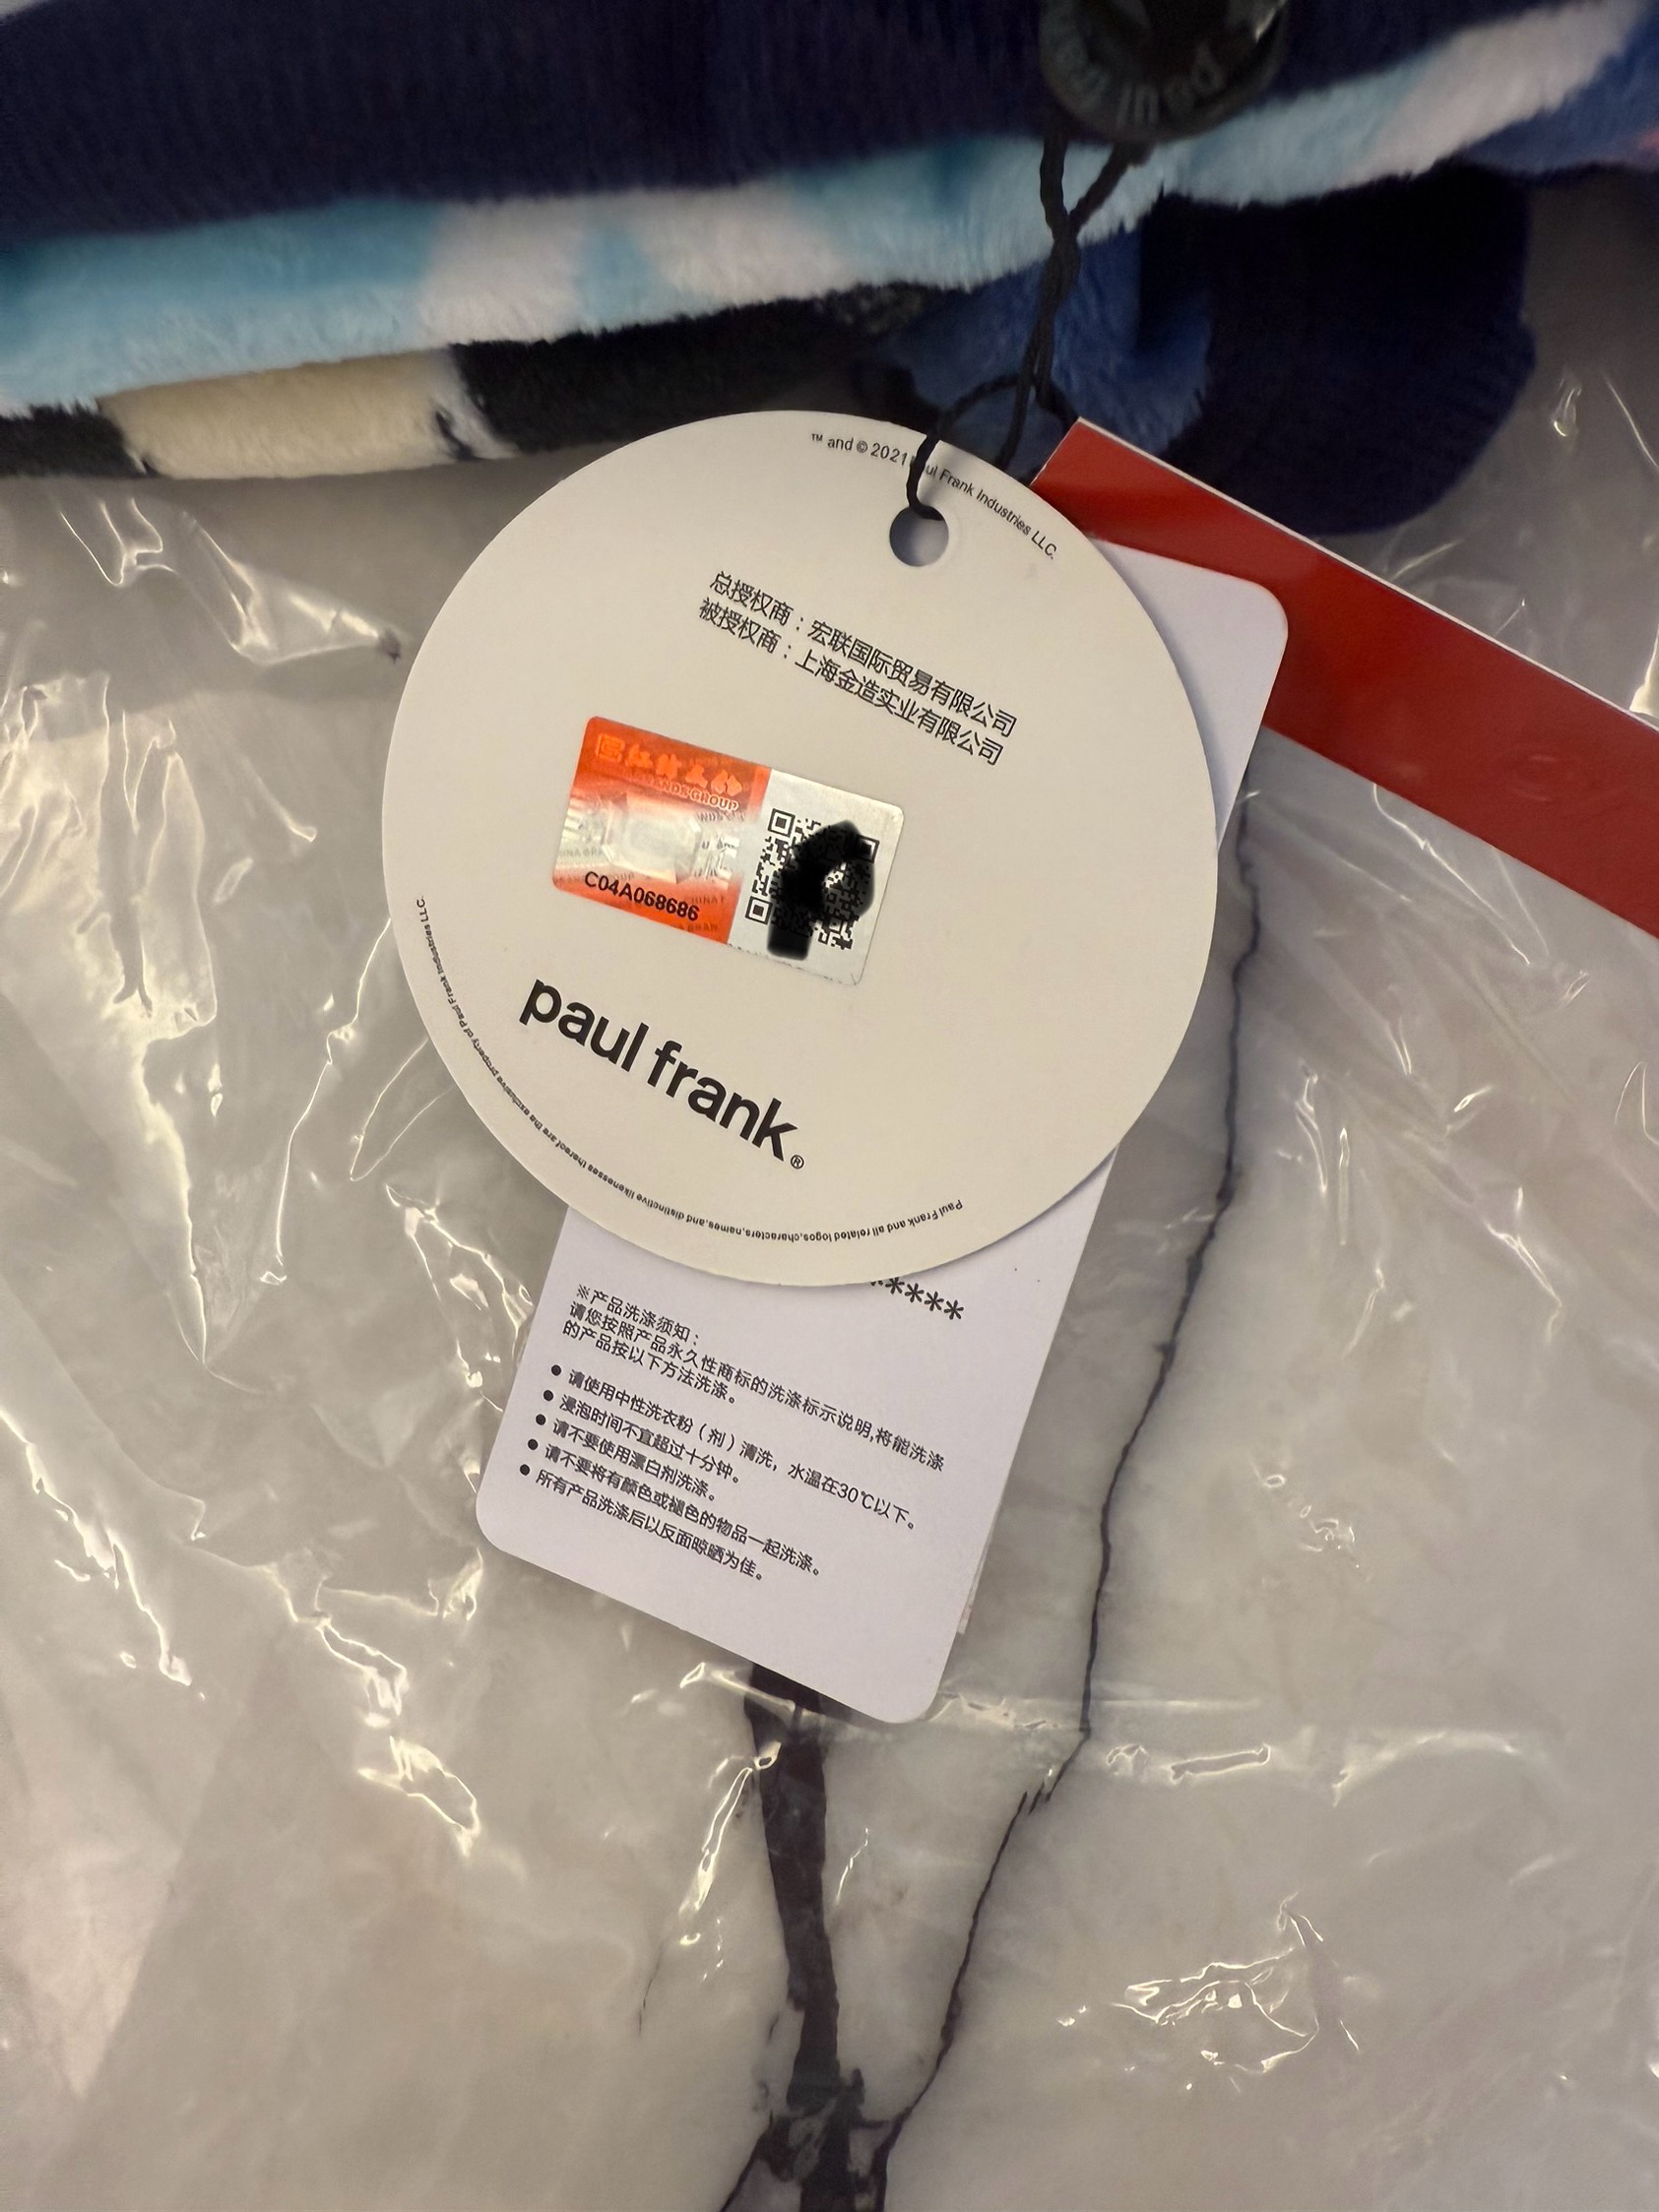 ™ and © 2021 Paul Frank Industries LLC.
总授权商：宏联国际贸易有限公司
被授权商：上海金造实业有限公司
C04A068686
paul frank®
Paul Frank and all related logos,characters,names,and distinctive likenesses thereof are the exclusive property of Paul Frank Industries LLC.
*****
※产品洗涤须知：
请您按照产品永久性商标的洗涤标示说明,将能洗涤
的产品按以下方法洗涤。
● 请使用中性洗衣粉（剂）清洗，水温在30℃以下。
● 浸泡时间不宜超过十分钟。
● 请不要使用漂白剂洗涤。
● 请不要将有颜色或褪色的物品一起洗涤。
● 所有产品洗涤后以反面晾晒为佳。